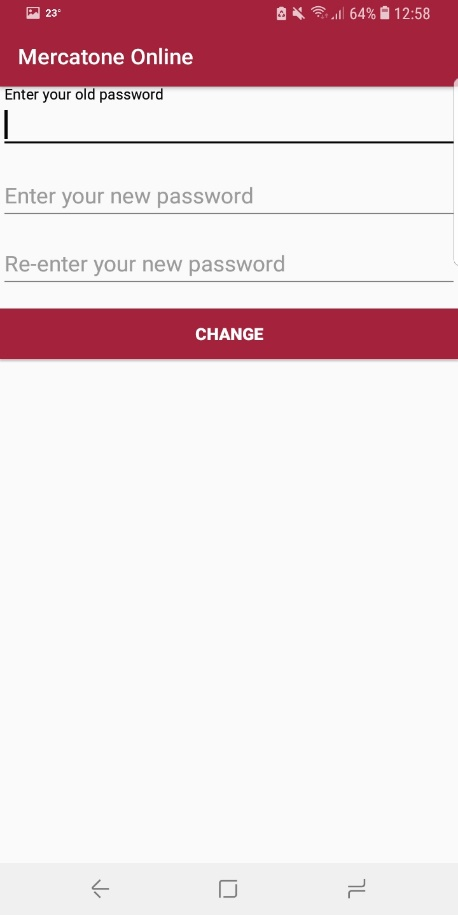 23°
64% 12:58
Mercatone Online
Enter your old password
Enter your new password
Re-enter your new password
CHANGE